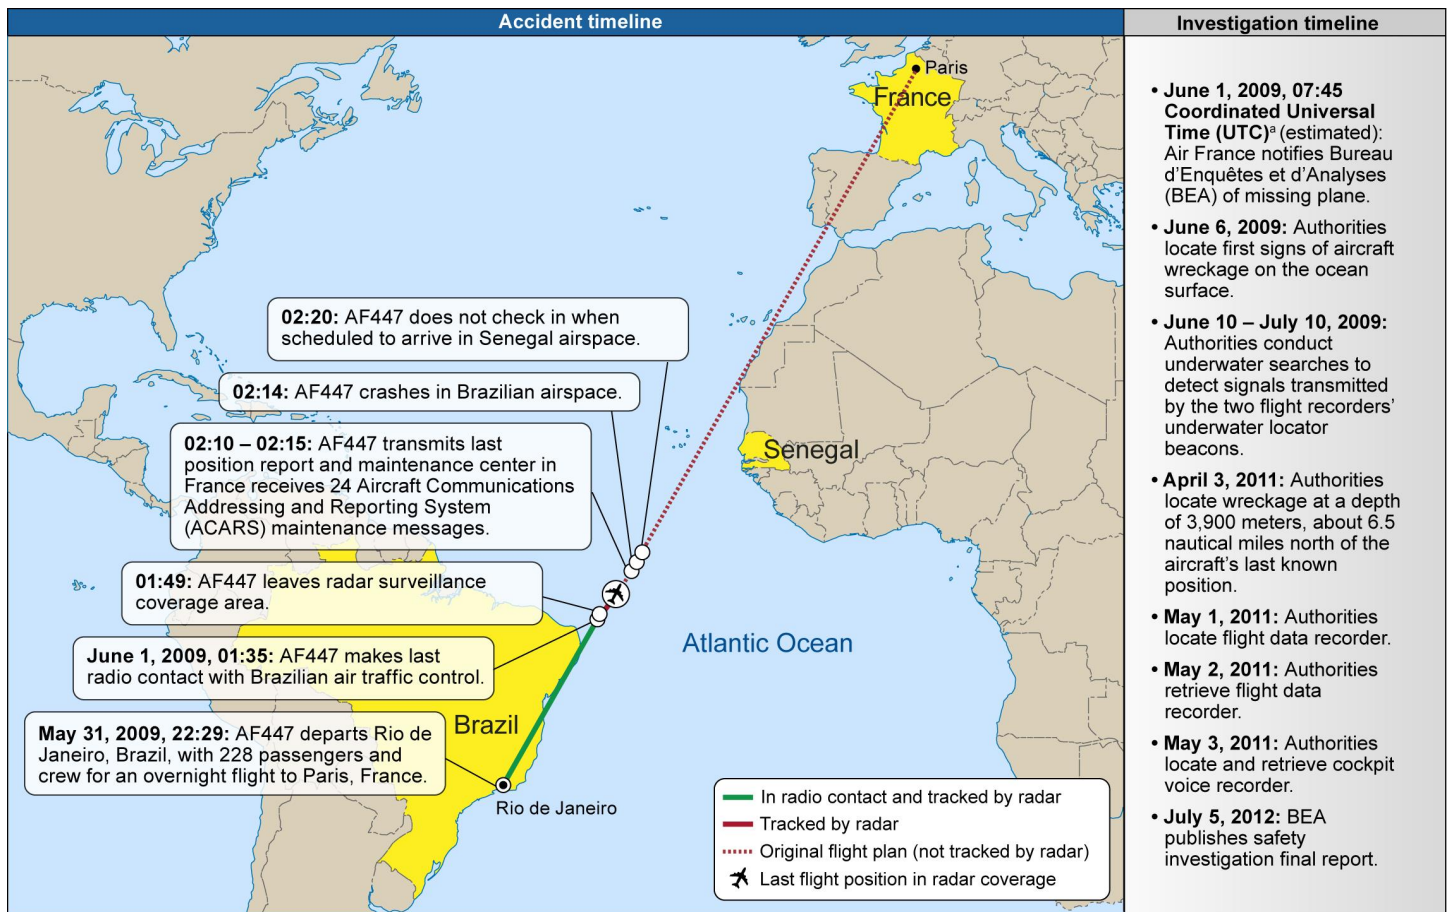 Accident timeline
Paris
France
02:20: AF447 does not check in when
scheduled to arrive in Senegal airspace.
02:14: AF447 crashes in Brazilian airspace.
02:10 – 02:15: AF447 transmits last
position report and maintenance center in
France receives 24 Aircraft Communications
Addressing and Reporting System
(ACARS) maintenance messages.
Senegal
01:49: AF447 leaves radar surveillance
coverage area.
Atlantic Ocean
June 1, 2009, 01:35: AF447 makes last
radio contact with Brazilian air traffic control.
May 31, 2009, 22:29: AF447 departs Rio de
Janeiro, Brazil, with 228 passengers and
crew for an overnight flight to Paris, France.
Brazil
Rio de Janeiro
In radio contact and tracked by radar
Tracked by radar
Original flight plan (not tracked by radar)
Last flight position in radar coverage
Investigation timeline
• June 1, 2009, 07:45
Coordinated Universal
Time (UTC)ᵃ (estimated):
Air France notifies Bureau
d’Enquêtes et d’Analyses
(BEA) of missing plane.
• June 6, 2009: Authorities
locate first signs of aircraft
wreckage on the ocean
surface.
• June 10 – July 10, 2009:
Authorities conduct
underwater searches to
detect signals transmitted
by the two flight recorders’
underwater locator
beacons.
• April 3, 2011: Authorities
locate wreckage at a depth
of 3,900 meters, about 6.5
nautical miles north of the
aircraft’s last known
position.
• May 1, 2011: Authorities
locate flight data recorder.
• May 2, 2011: Authorities
retrieve flight data
recorder.
• May 3, 2011: Authorities
locate and retrieve cockpit
voice recorder.
• July 5, 2012: BEA
publishes safety
investigation final report.